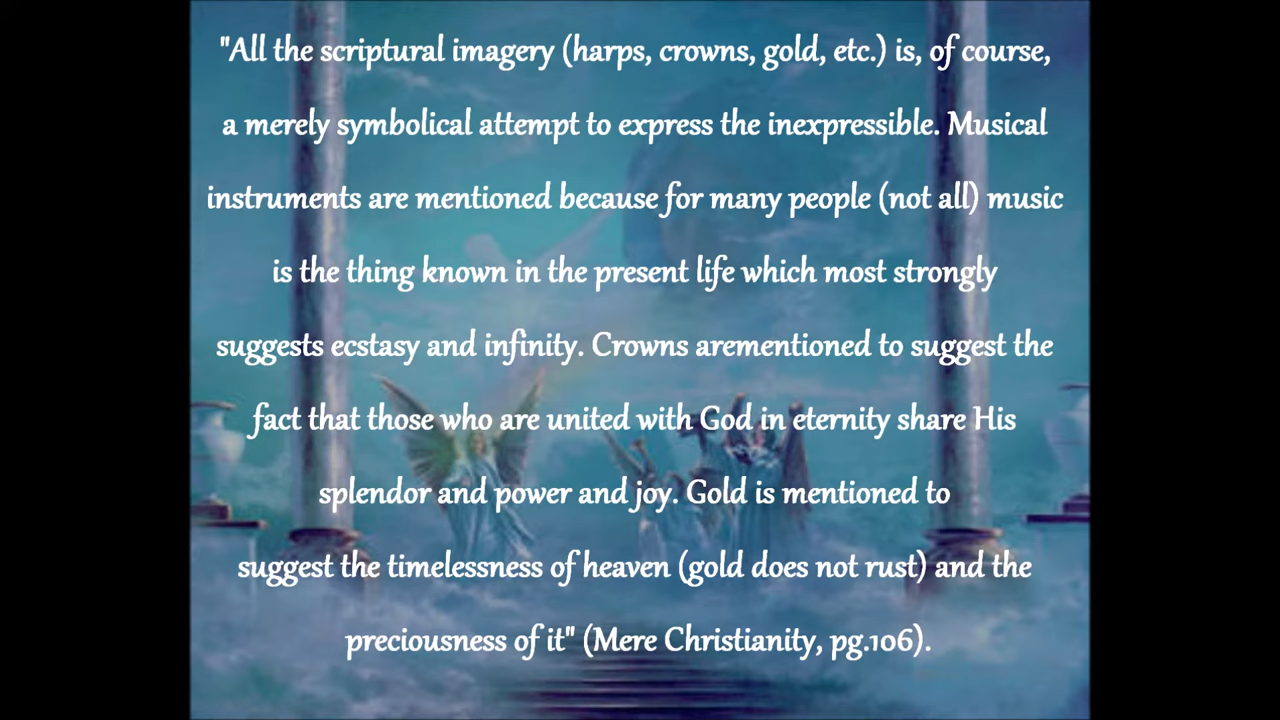 "All the scriptural imagery (harps, crowns, gold, etc.) is, of course,
a merely symbolical attempt to express the inexpressible. Musical
instruments are mentioned because for many people (not all) music
is the thing known in the present life which most strongly
suggests ecstasy and infinity. Crowns arementioned to suggest the
fact that those who are united with God in eternity share His
splendor and power and joy. Gold is mentioned to
suggest the timelessness of heaven (gold does not rust) and the
preciousness of it" (Mere Christianity, pg.106).